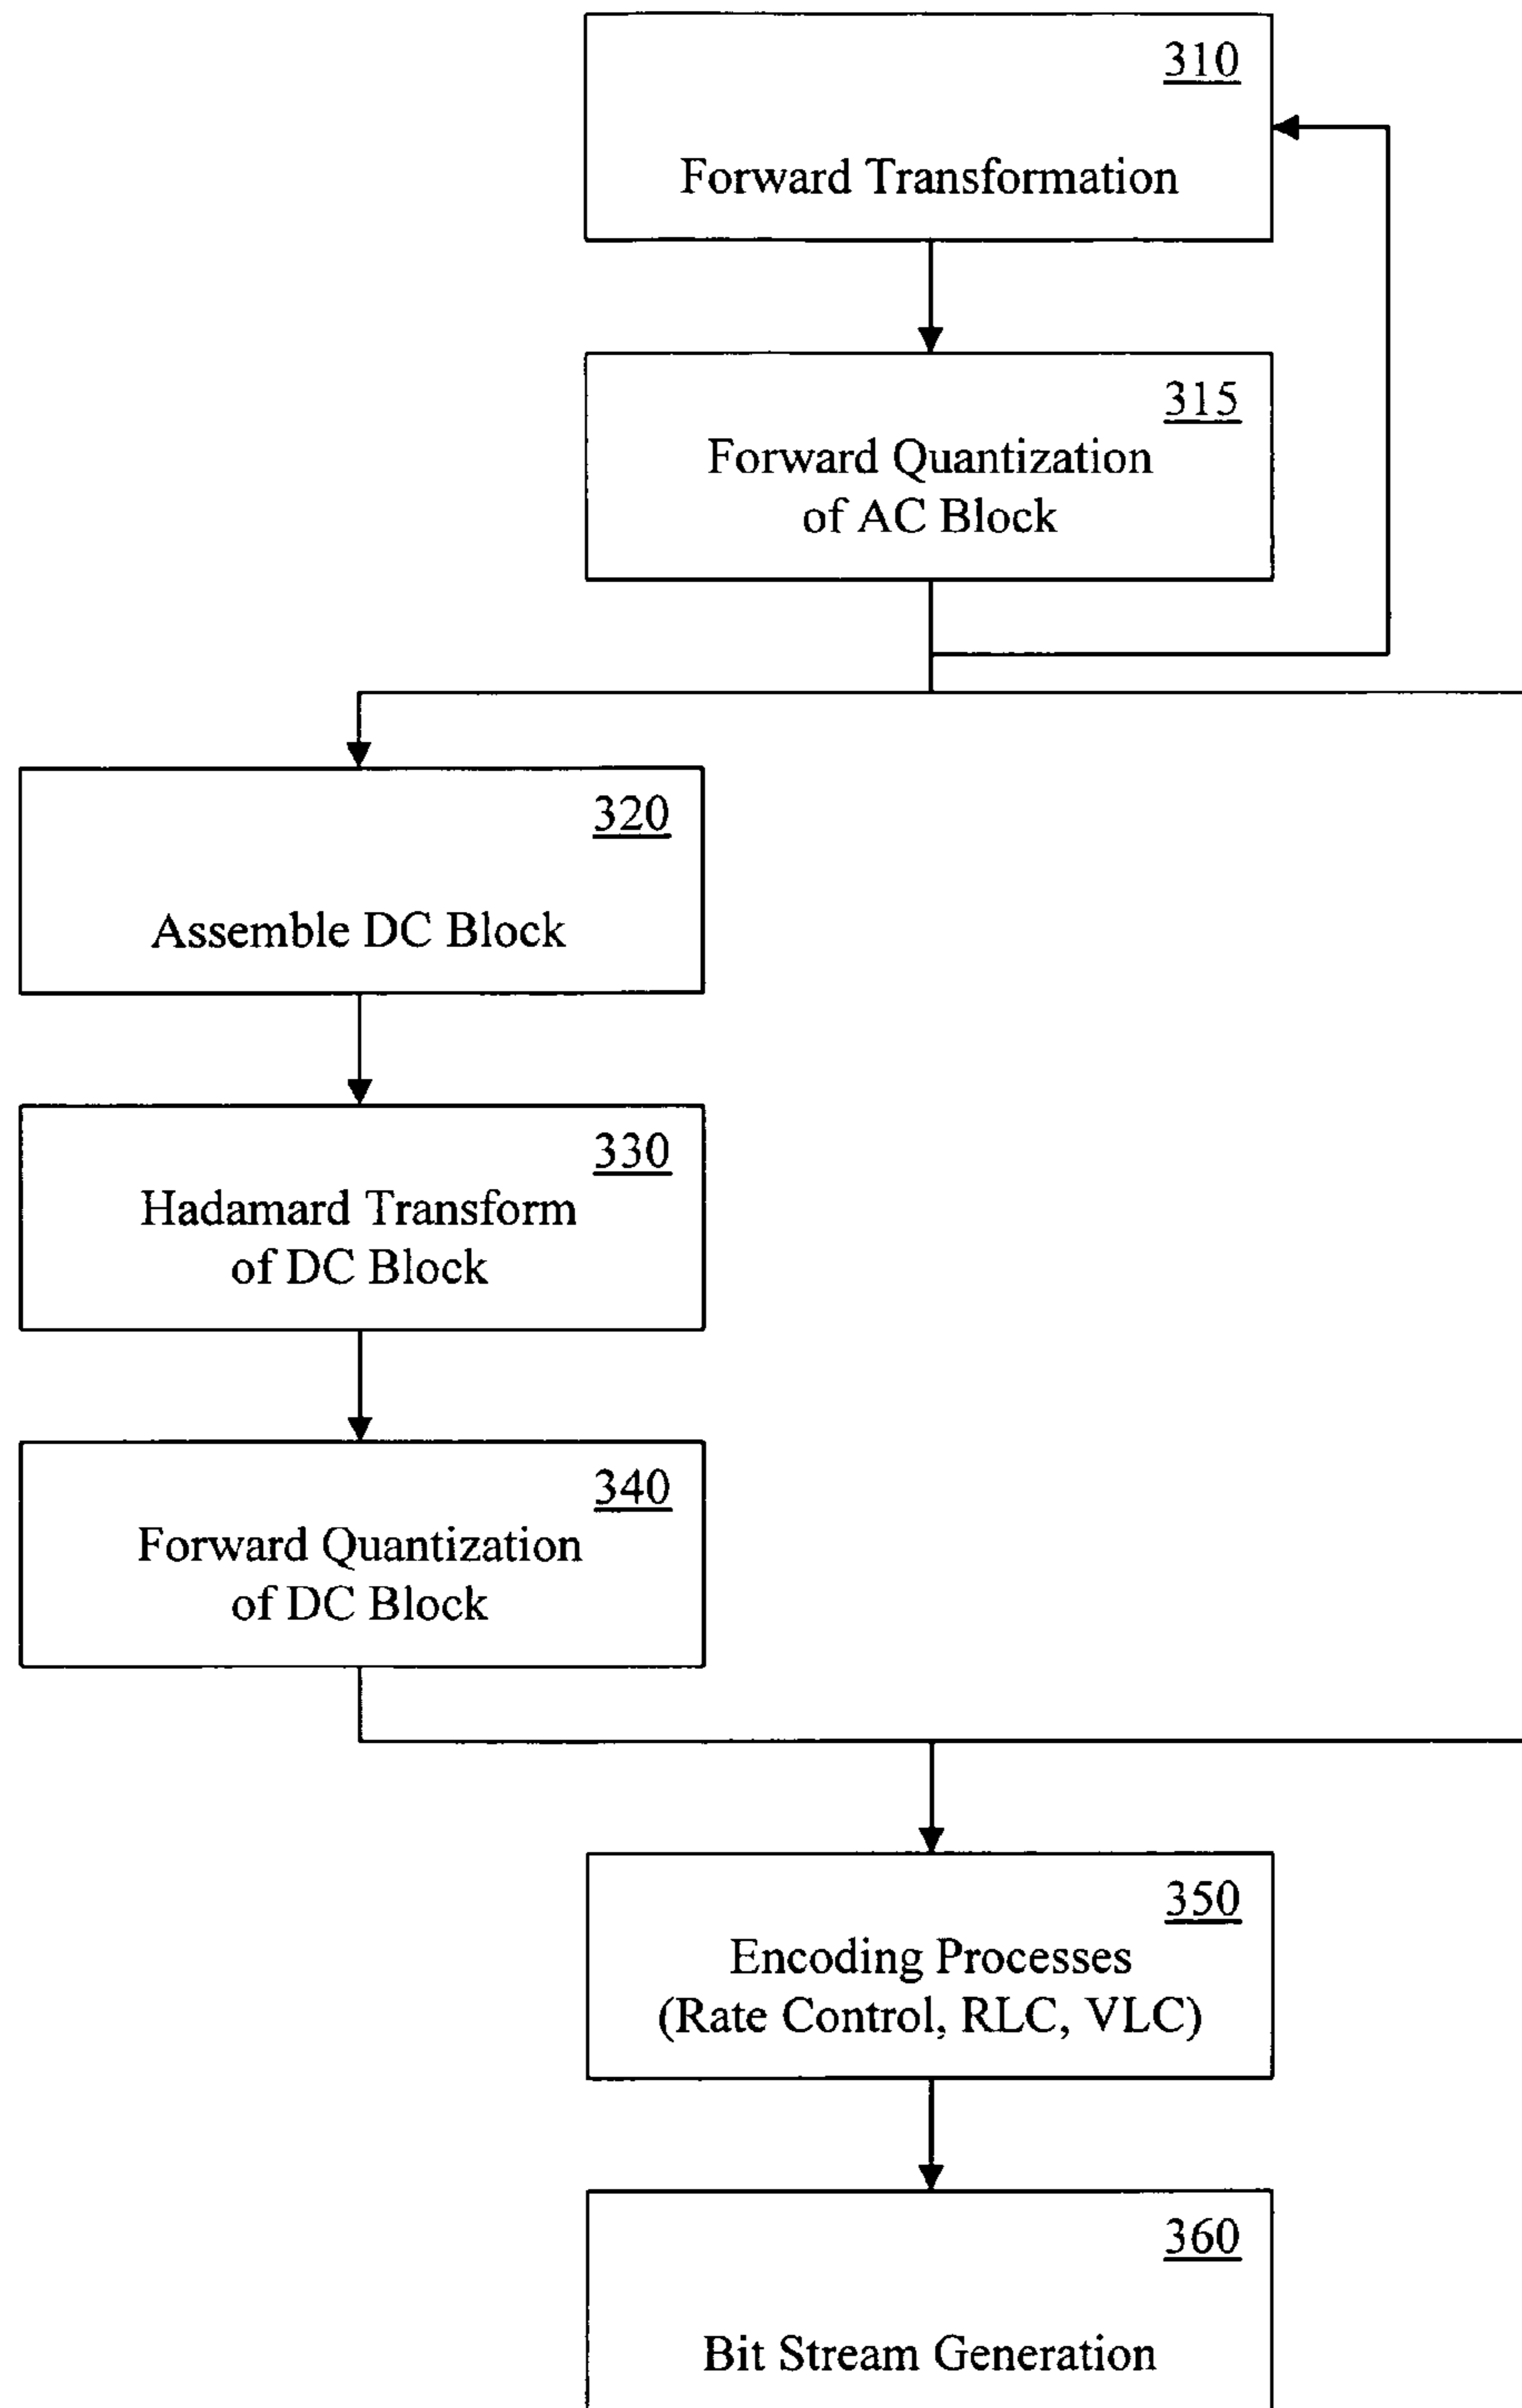 310
Forward Transformation
315
Forward Quantization
of AC Block
320
Assemble DC Block
330
Hadamard Transform
of DC Block
340
Forward Quantization
of DC Block
350
Encoding Processes
(Rate Control, RLC, VLC)
360
Bit Stream Generation